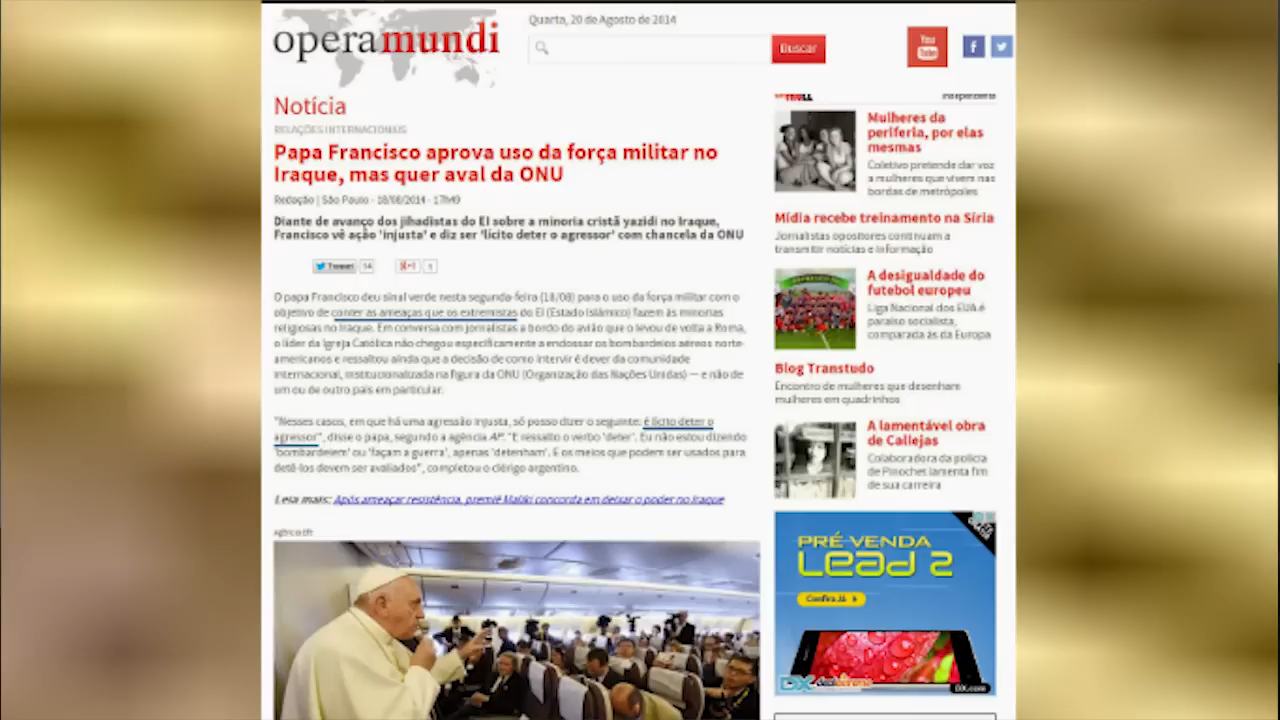 operamundi
Quarta, 20 de Agosto de 2014
Buscar
You
Tube
Notícia
RELAÇÕES INTERNACIONAIS
Papa Francisco aprova uso da força militar no
Iraque, mas quer aval da ONU
Redação | São Paulo - 18/08/2014 - 17h49
Diante de avanço dos jihadistas do EI sobre a minoria cristã yazidi no Iraque,
Francisco vê ação 'injusta' e diz ser 'lícito deter o agressor' com chancela da ONU
Tweet 14
O papa Francisco deu sinal verde nesta segunda-feira (18/08) para o uso da força militar com o
objetivo de conter as ameaças que os extremistas do EI (Estado Islâmico) fazem às minorias
religiosas no Iraque. Em conversa com jornalistas a bordo do avião que o levou de volta a Roma,
o líder da Igreja Católica não chegou especificamente a endossar os bombardeios aéreos norte-
americanos e ressaltou ainda que a decisão de como intervir é dever da comunidade
internacional, institucionalizada na figura da ONU (Organização das Nações Unidas) — e não de
um ou de outro país em particular.
"Nesses casos, em que há uma agressão injusta, só posso dizer o seguinte: é lícito deter o
agressor", disse o papa, segundo a agência AP. "E ressalto o verbo 'deter'. Eu não estou dizendo
'bombardeiem' ou 'façam a guerra', apenas 'detenham'. E os meios que podem ser usados para
detê-los devem ser avaliados", completou o clérigo argentino.
Leia mais: Após ameaçar resistência, premiê Maliki concorda em deixar o poder no Iraque
Agência Efe
Independente
Mulheres da
periferia, por elas
mesmas
Coletivo pretende dar voz
a mulheres que vivem nas
bordas de metrópoles
Mídia recebe treinamento na Síria
Jornalistas opositores continuam a
transmitir notícias e informação
A desigualdade do
futebol europeu
Liga Nacional dos EUA é
paraíso socialista,
comparada às da Europa
Blog Transtudo
Encontro de mulheres que desenham
mulheres em quadrinhos
A lamentável obra
de Callejas
Colaboradora da polícia
de Pinochet lamenta fim
de sua carreira
PRÉ VENDA
Lead 2
Confira Já
DX dealextreme
DX.com